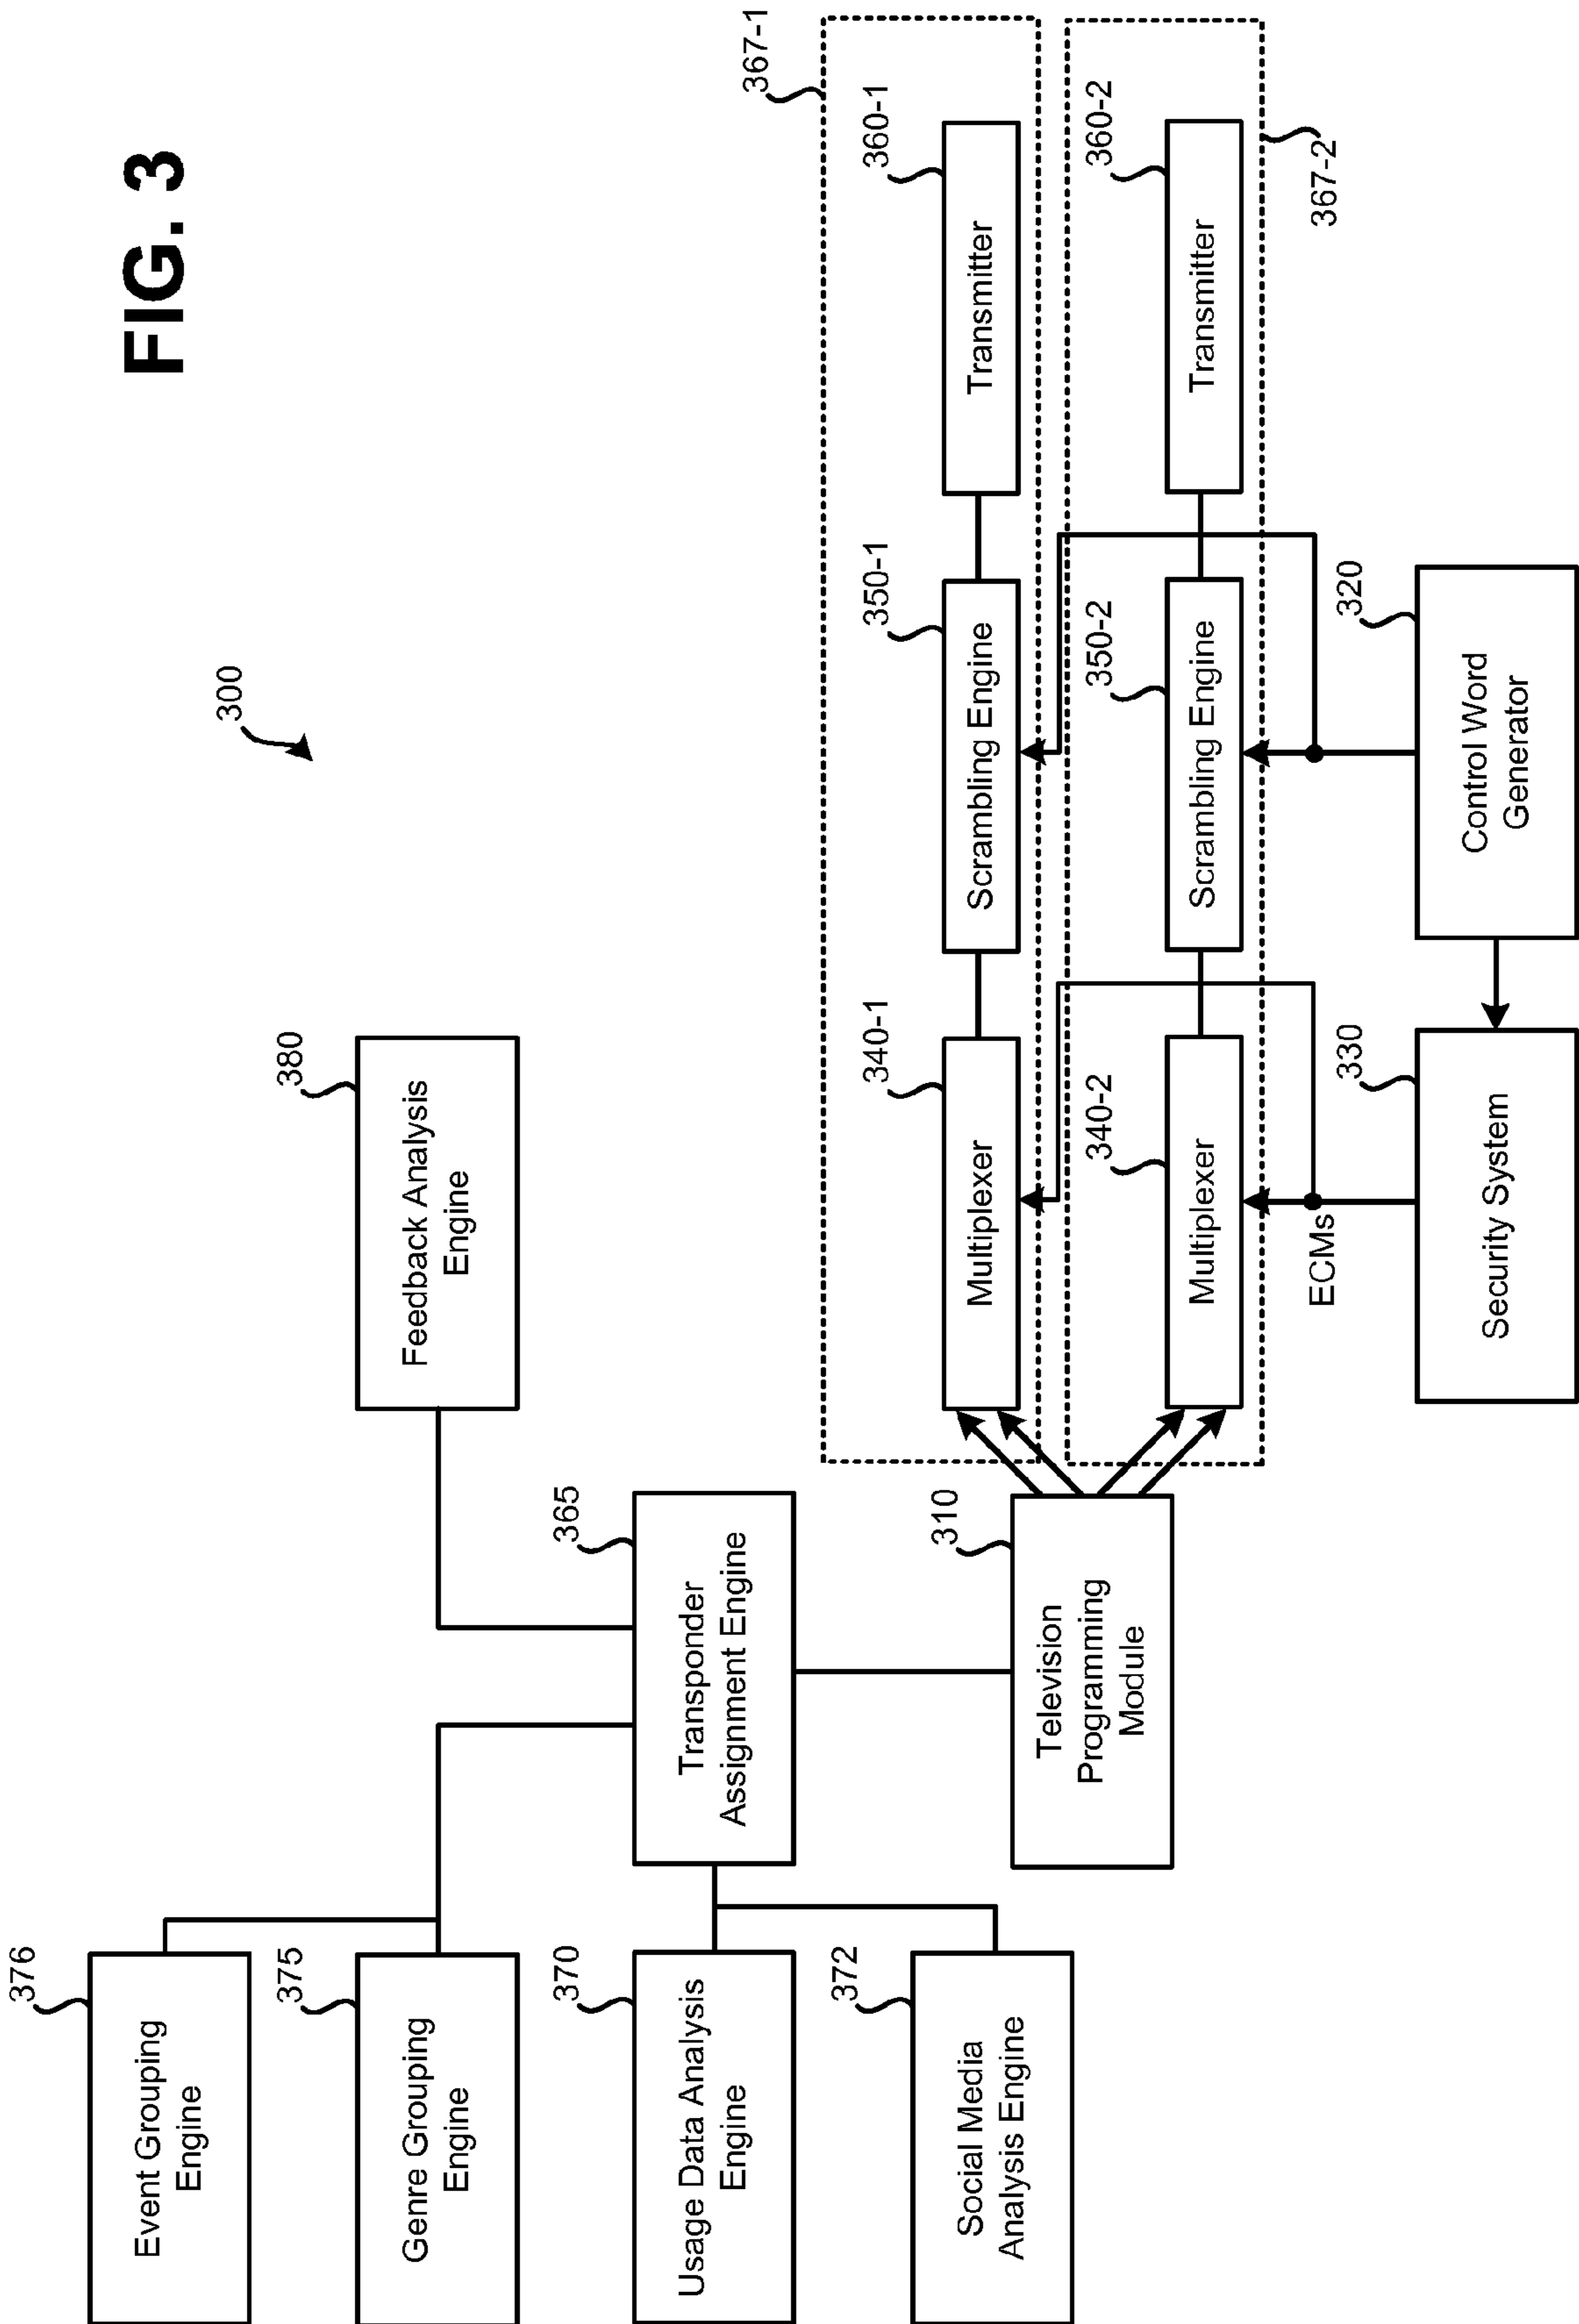 FIG. 3
300
376
Event Grouping
Engine
375
Genre Grouping
Engine
380
Feedback Analysis
Engine
370
Usage Data Analysis
Engine
365
Transponder
Assignment Engine
372
Social Media
Analysis Engine
310
Television
Programming
Module
367-1
340-1
Multiplexer
350-1
Scrambling Engine
360-1
Transmitter
340-2
Multiplexer
350-2
Scrambling Engine
360-2
Transmitter
367-2
ECMs
330
Security System
320
Control Word
Generator